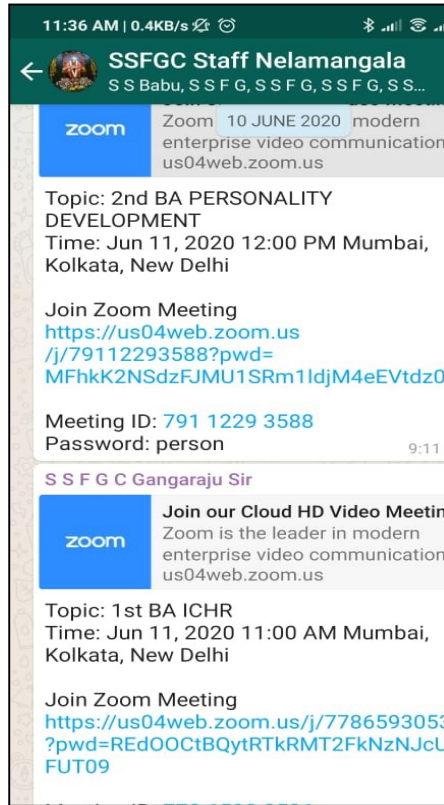 11:36 AM | 0.4KB/s
SSFGC Staff Nelamangala
S S Babu, S S F G, S S F G, S S F G, S S...
10 JUNE 2020
zoom
Zoom modern
enterprise video communication
us04web.zoom.us
Topic: 2nd BA PERSONALITY
DEVELOPMENT
Time: Jun 11, 2020 12:00 PM Mumbai,
Kolkata, New Delhi
Join Zoom Meeting
https://us04web.zoom.us
/j/79112293588?pwd=
MFhkK2NSdzFJMU1SRm1ldjM4eEVtdz0
Meeting ID: 791 1229 3588
Password: person
9:11
S S F G C Gangaraju Sir
zoom
Join our Cloud HD Video Meetin
Zoom is the leader in modern
enterprise video communication
us04web.zoom.us
Topic: 1st BA ICHR
Time: Jun 11, 2020 11:00 AM Mumbai,
Kolkata, New Delhi
Join Zoom Meeting
https://us04web.zoom.us/j/7786593053
?pwd=REdOOCtBQytRTkRMT2FkNzNJcU
FUT09